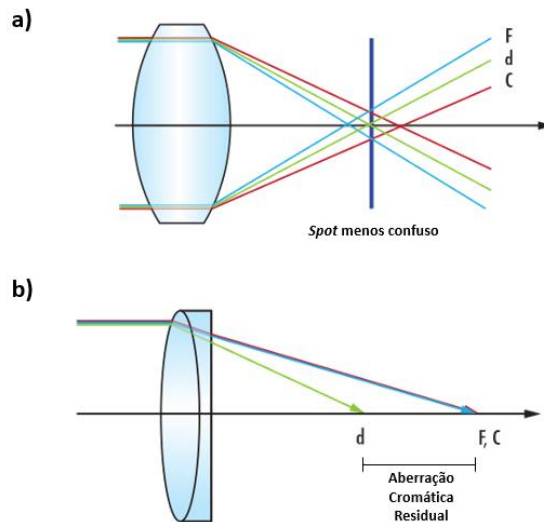 a)
F
d
C
Spot menos confuso
b)
d
F, C
Aberração
Cromática
Residual